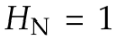 H_N = 1